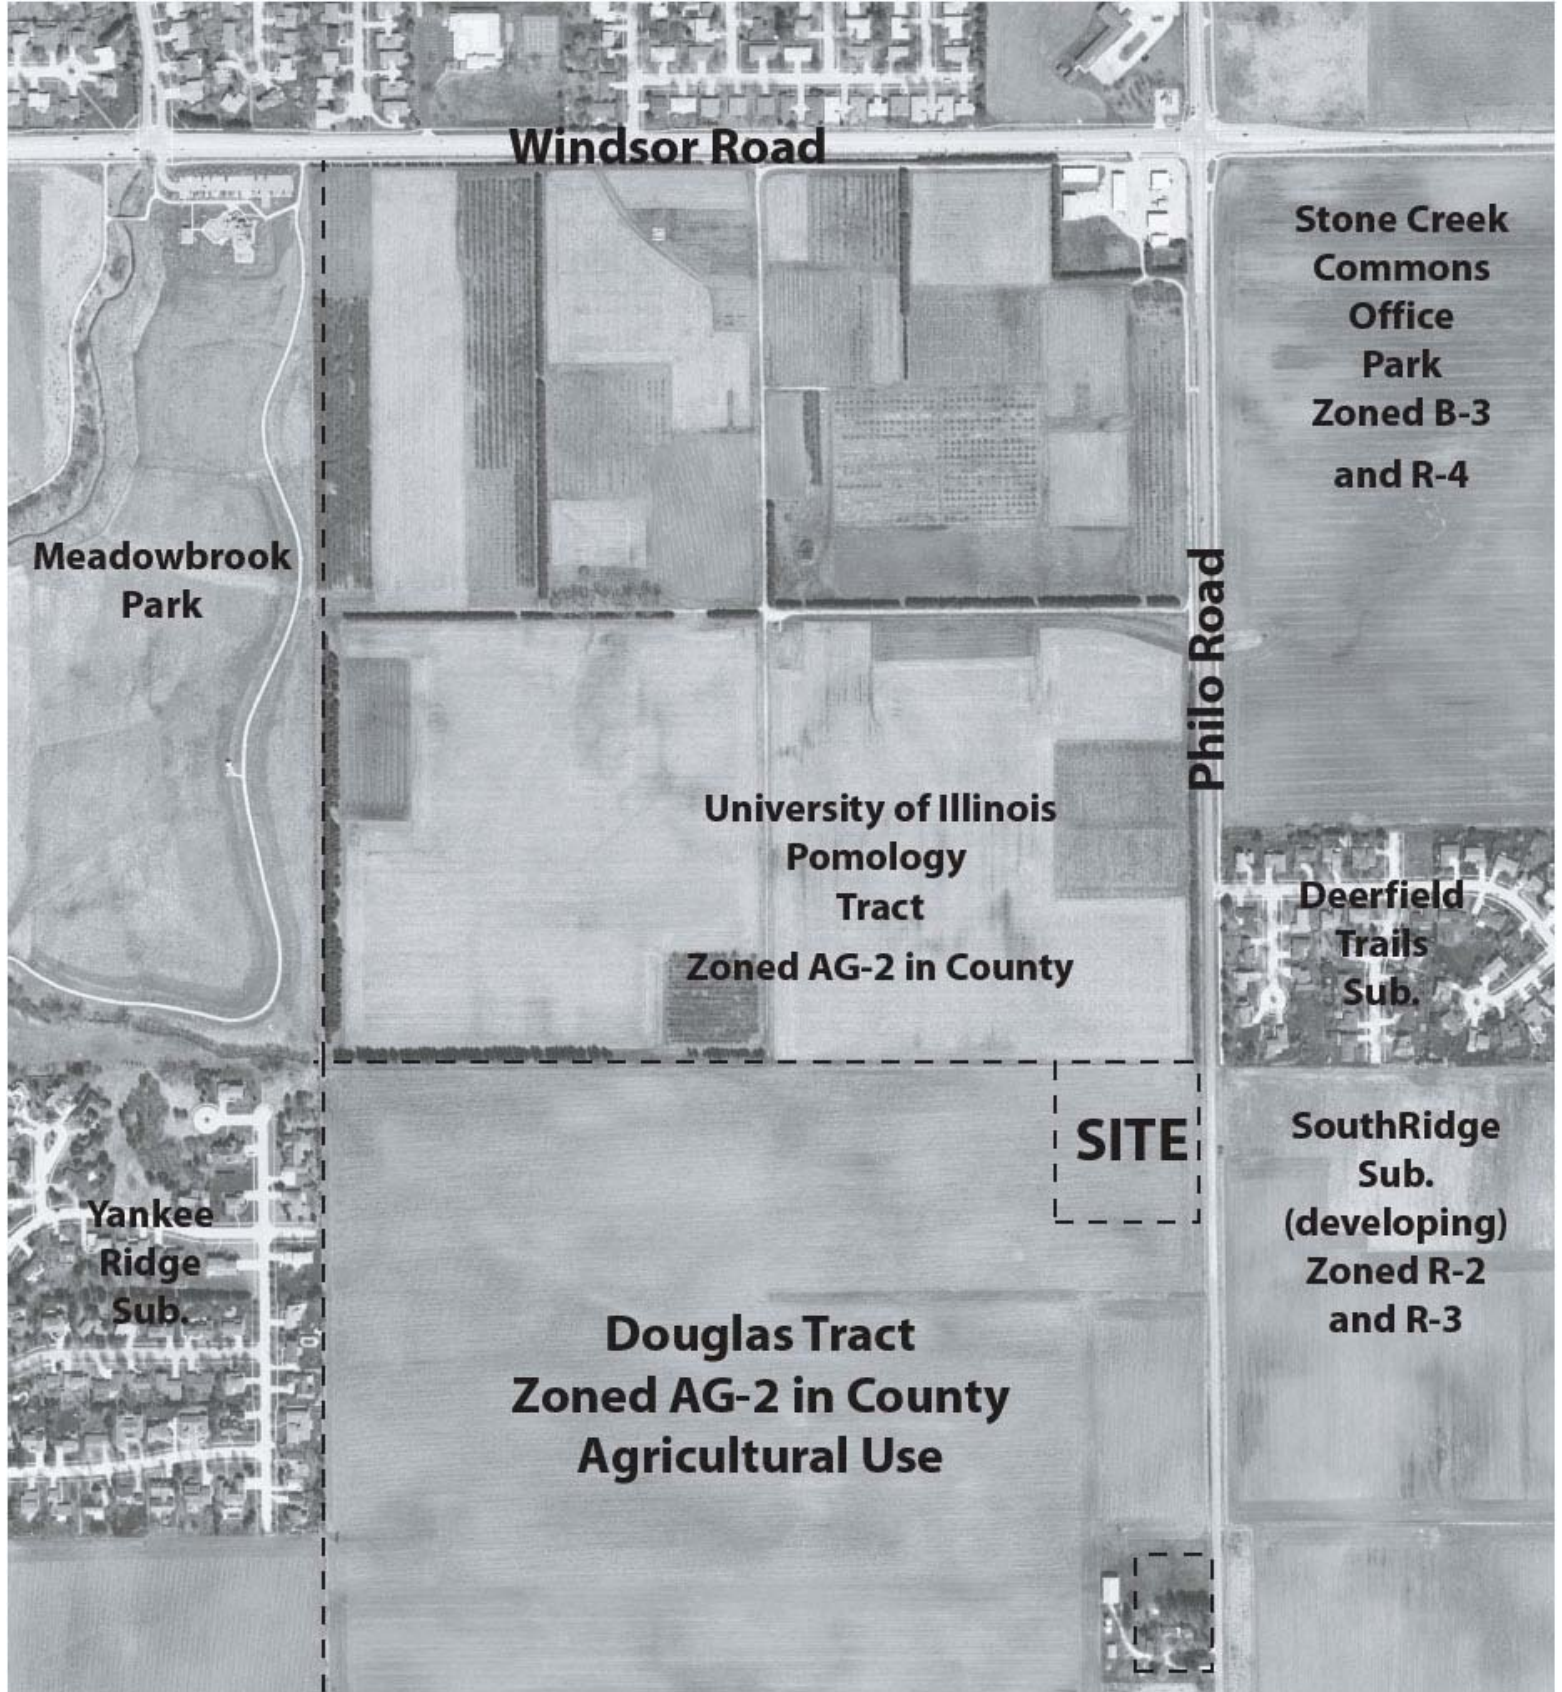 Windsor Road
Stone Creek
Commons
Office
Park
Zoned B-3
and R-4
Meadowbrook
Park
Philo Road
University of Illinois
Pomology
Tract
Zoned AG-2 in County
Deerfield
Trails
Sub.
SITE
SouthRidge
Sub.
(developing)
Zoned R-2
and R-3
Yankee
Ridge
Sub.
Douglas Tract
Zoned AG-2 in County
Agricultural Use